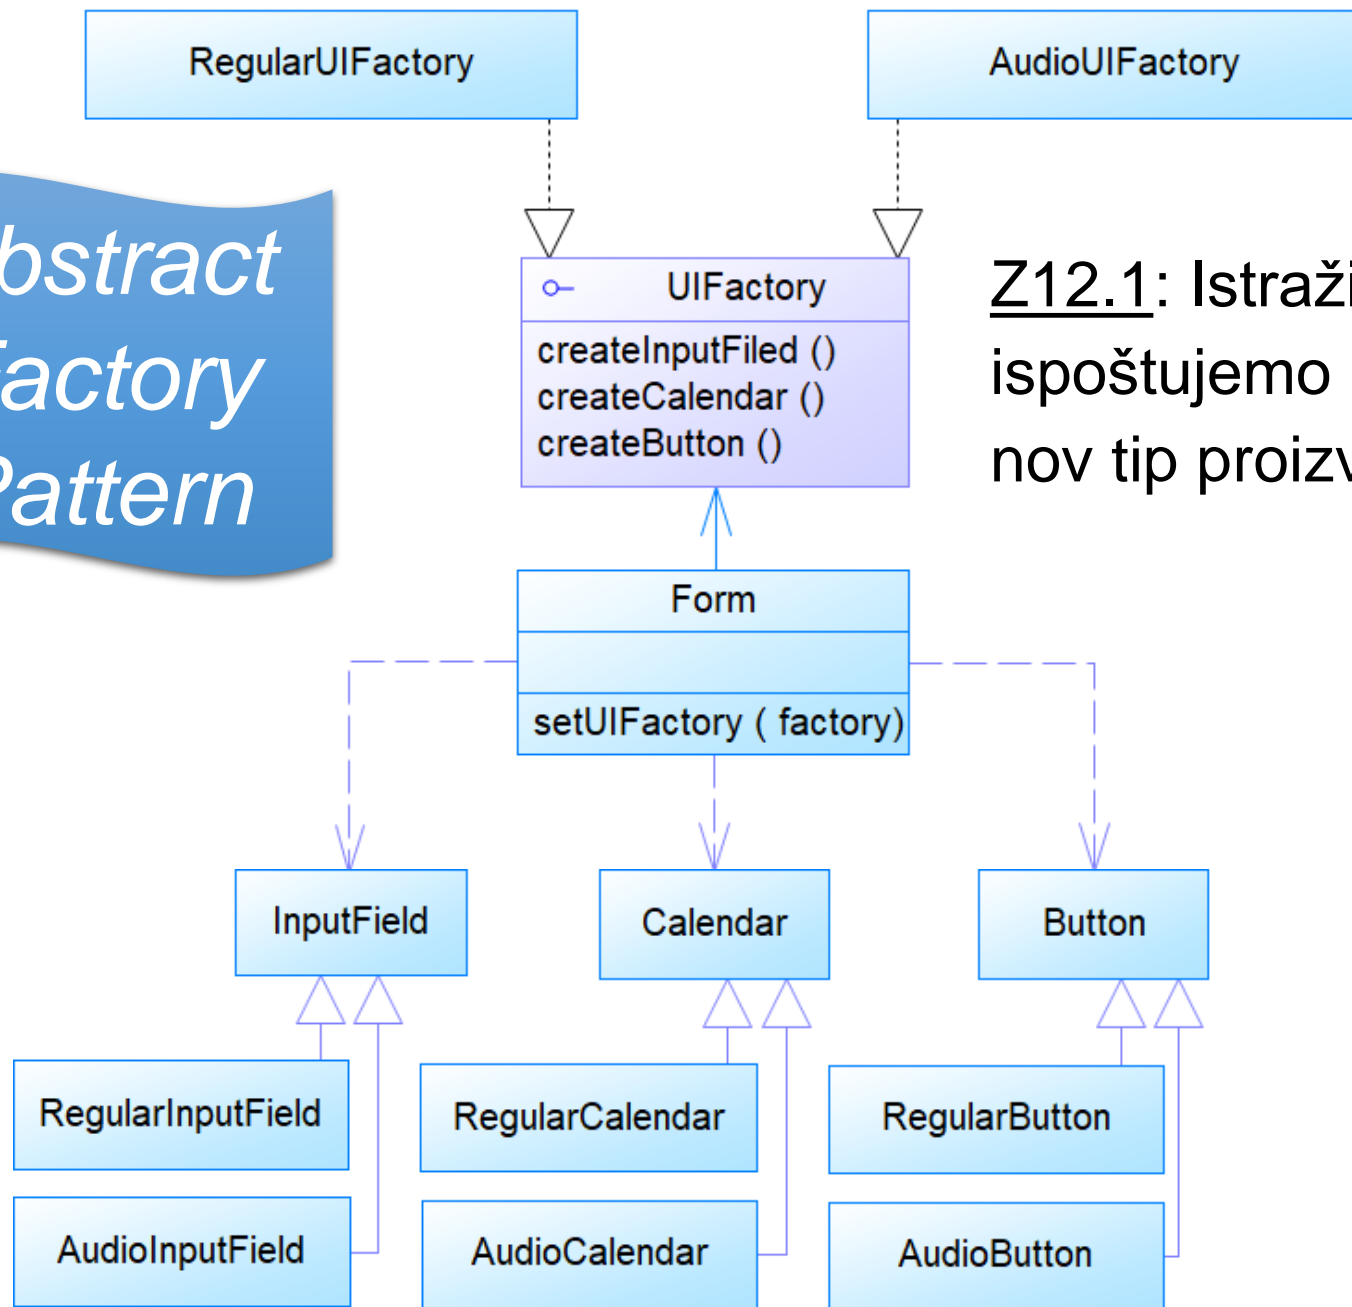 RegularUIFactory
AudioUIFactory
bstract
actory
Pattern
UIFactory
createInputFiled ()
createCalendar ()
createButton ()
Z12.1: Istraži
ispoštujemo
nov tip proizv
Form
setUIFactory ( factory)
InputField
Calendar
Button
RegularInputField
RegularCalendar
RegularButton
AudioInputField
AudioCalendar
AudioButton